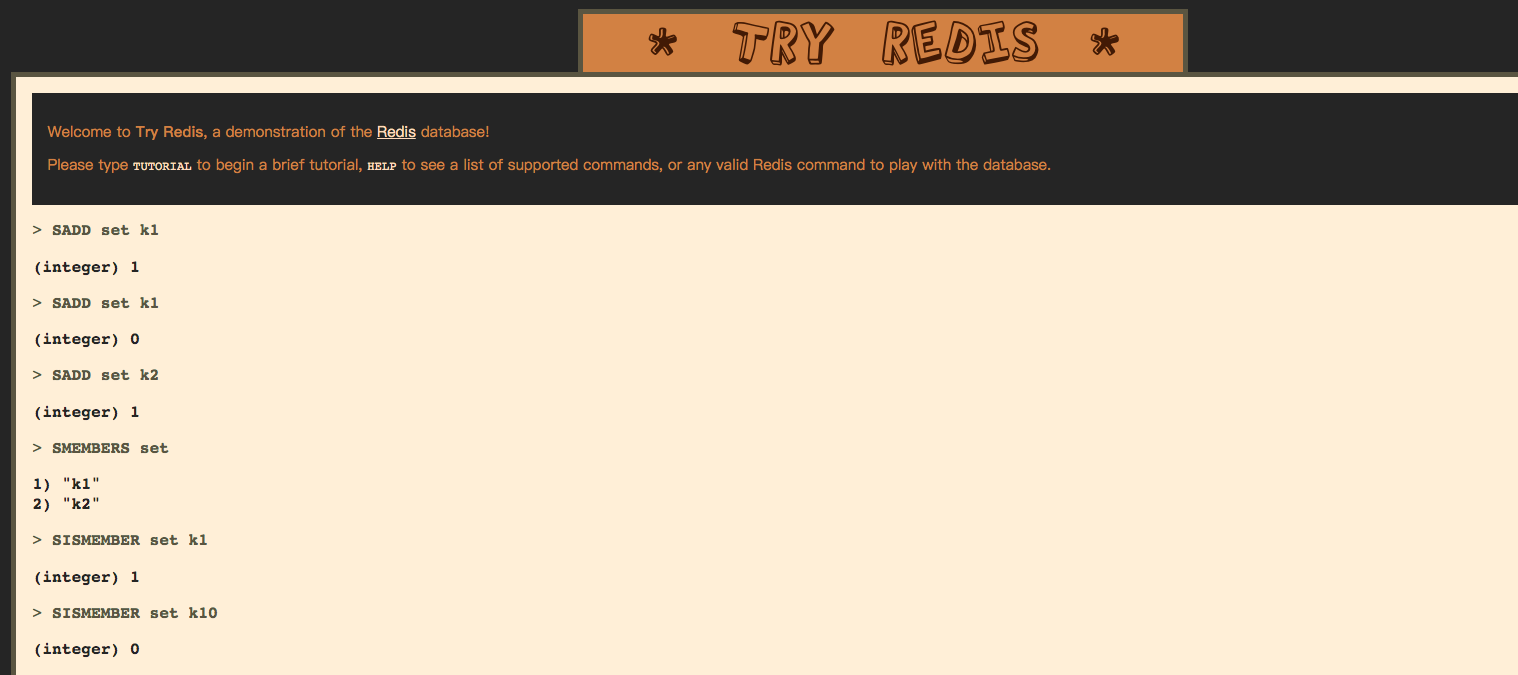 * TRY REDIS *
Welcome to Try Redis, a demonstration of the Redis database!
Please type TUTORIAL to begin a brief tutorial, HELP to see a list of supported commands, or any valid Redis command to play with the database.
> SADD set k1
(integer) 1
> SADD set k1
(integer) 0
> SADD set k2
(integer) 1
> SMEMBERS set
1) "k1"
2) "k2"
> SISMEMBER set k1
(integer) 1
> SISMEMBER set k10
(integer) 0